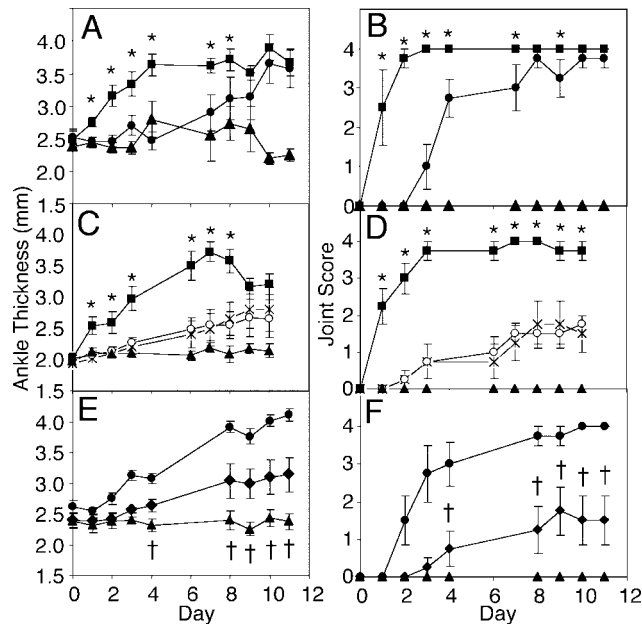 A
4.0
3.5
3.0
2.5
2.0
1.5
* * * * * *
B
4
3
2
1
0
* * * * * *
Ankle Thickness (mm)
C
4.0
3.5
3.0
2.5
2.0
1.5
* * * * * *
Joint Score
D
4
3
2
1
0
* * * * * * * *
E
4.0
3.5
3.0
2.5
2.0
1.5
† † † † †
0 2 4 6 8 10 12
Day
F
4
3
2
1
0
† † † † †
0 2 4 6 8 10 12
Day